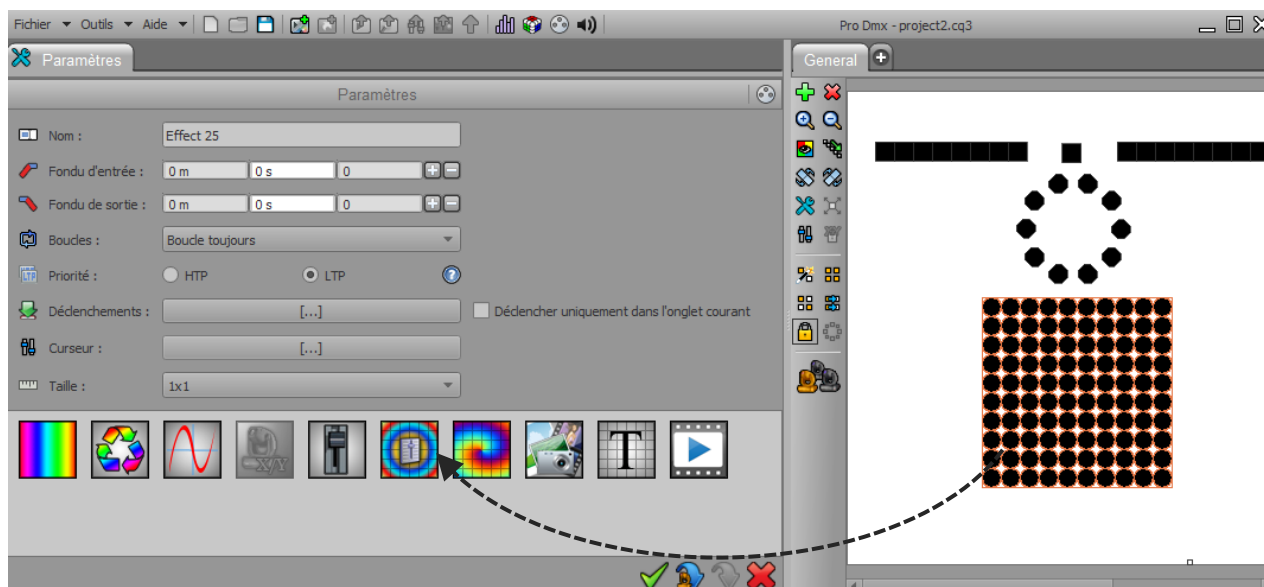 Fichier Outils Aide Pro Dmx - project2.cq3
Paramètres General
Paramètres
Nom : Effect 25
Fondu d'entrée : 0 m 0 s 0
Fondu de sortie : 0 m 0 s 0
Boucles : Boucle toujours
LTP Priorité : HTP LTP
Déclenchements : [...] Déclencher uniquement dans l'onglet courant
Curseur : [...]
Taille : 1x1
X/Y T